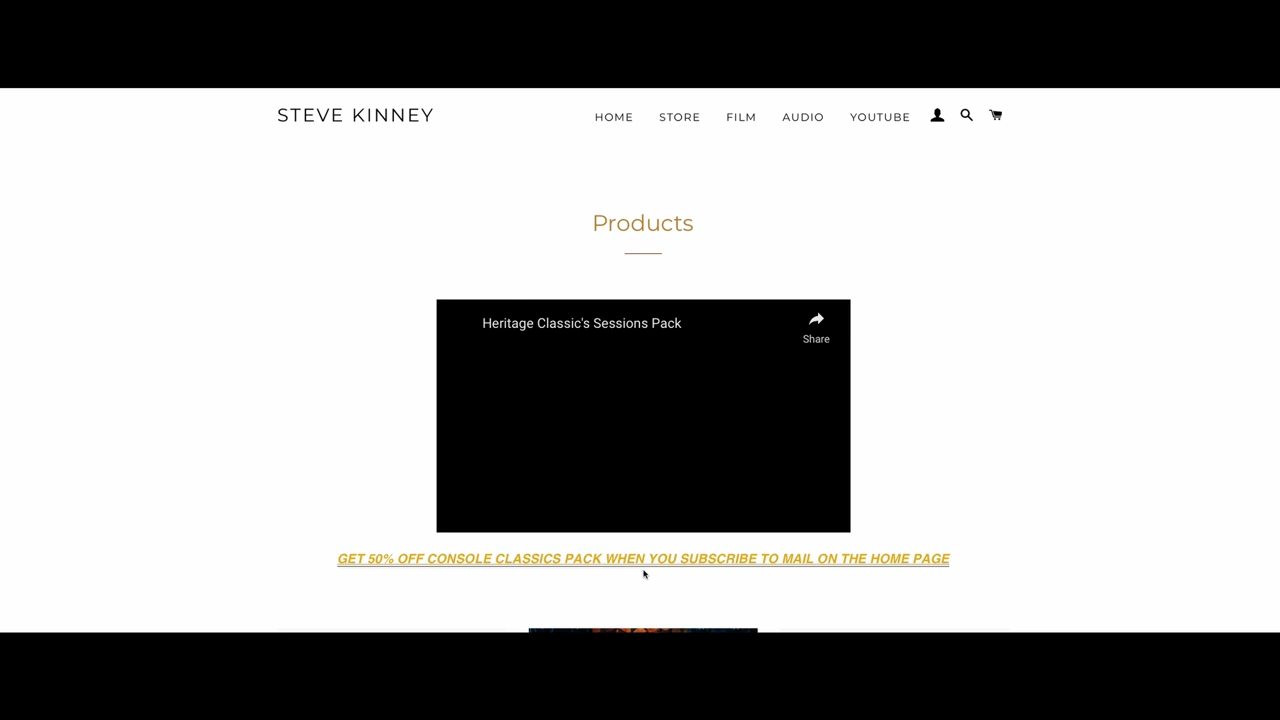 STEVE KINNEY
HOME STORE FILM AUDIO YOUTUBE
Products
Heritage Classic's Sessions Pack
Share
GET 50% OFF CONSOLE CLASSICS PACK WHEN YOU SUBSCRIBE TO MAIL ON THE HOME PAGE